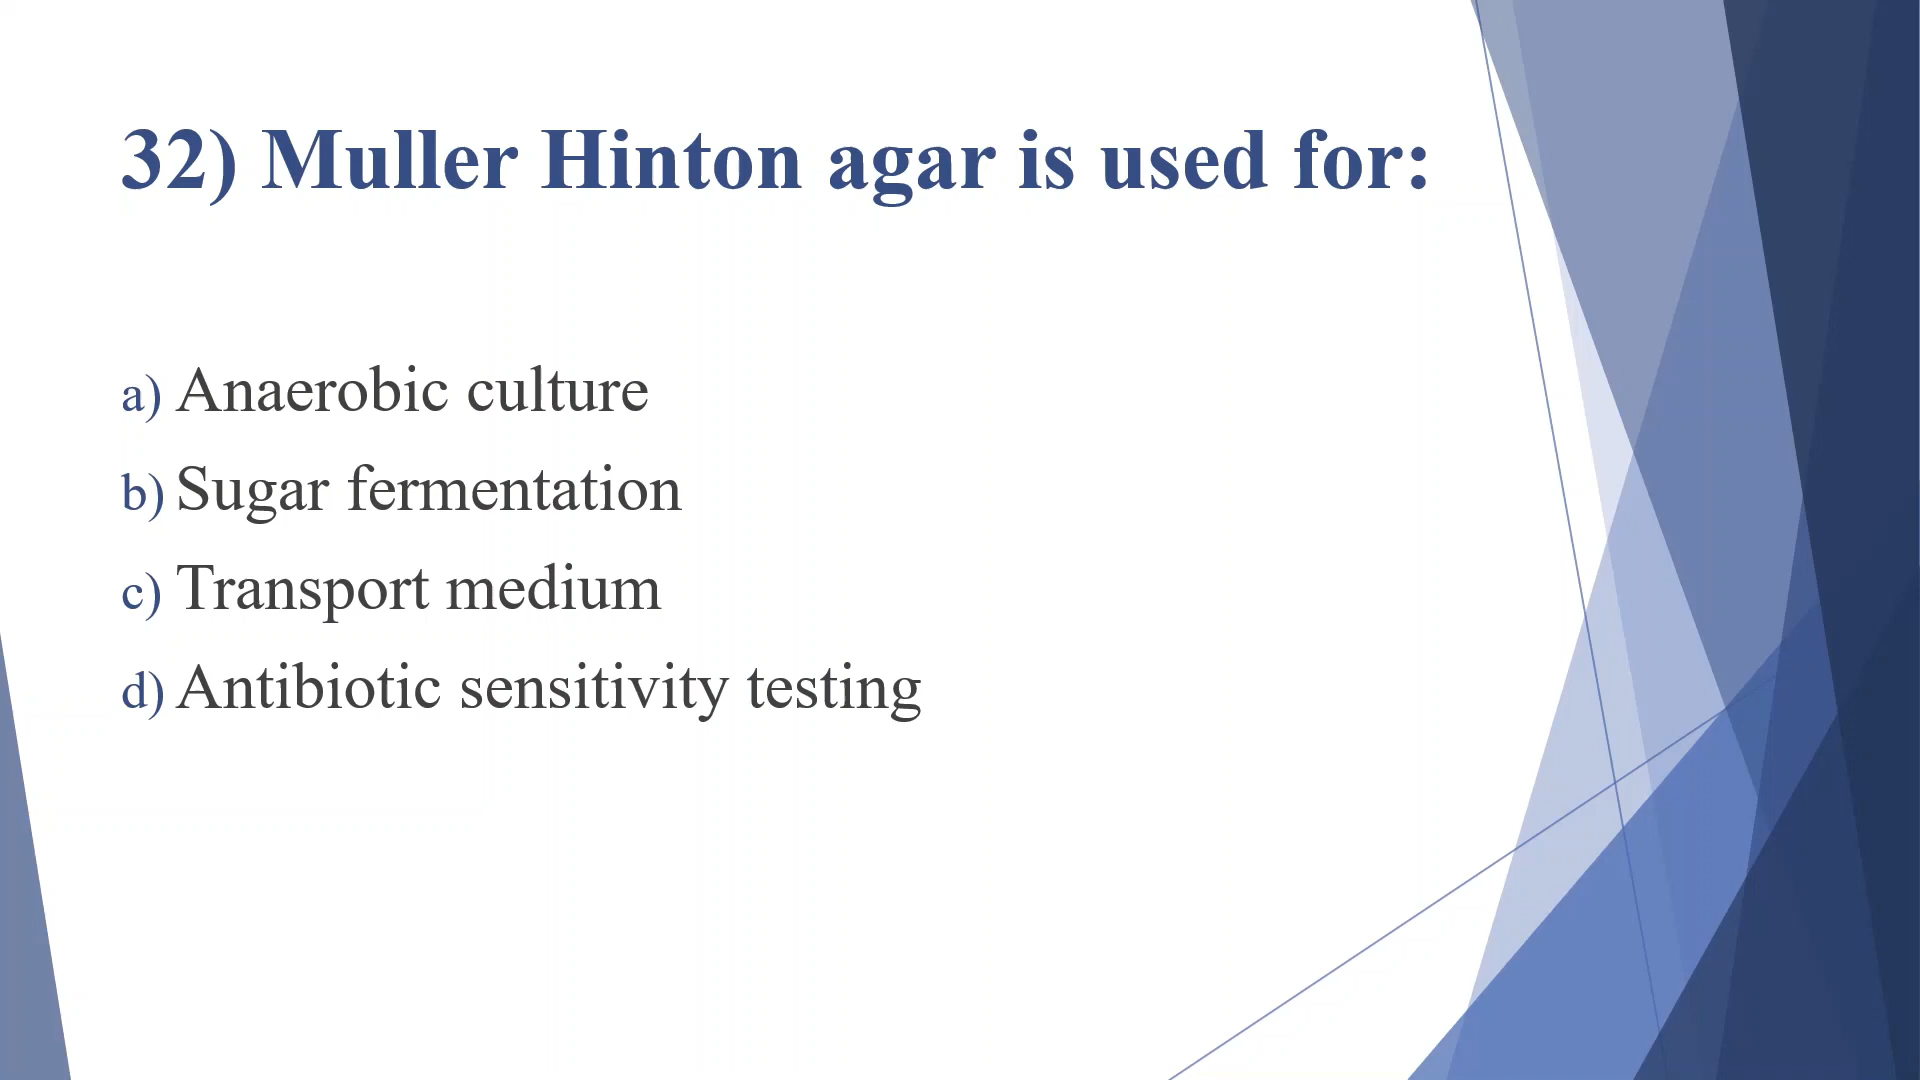 32) Muller Hinton agar is used for:
a) Anaerobic culture
b) Sugar fermentation
c) Transport medium
d) Antibiotic sensitivity testing